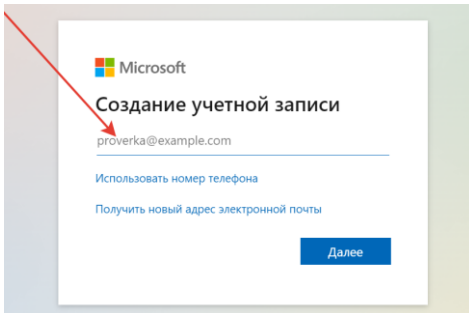 Microsoft
Создание учетной записи
proverka@example.com
Использовать номер телефона
Получить новый адрес электронной почты
Далее